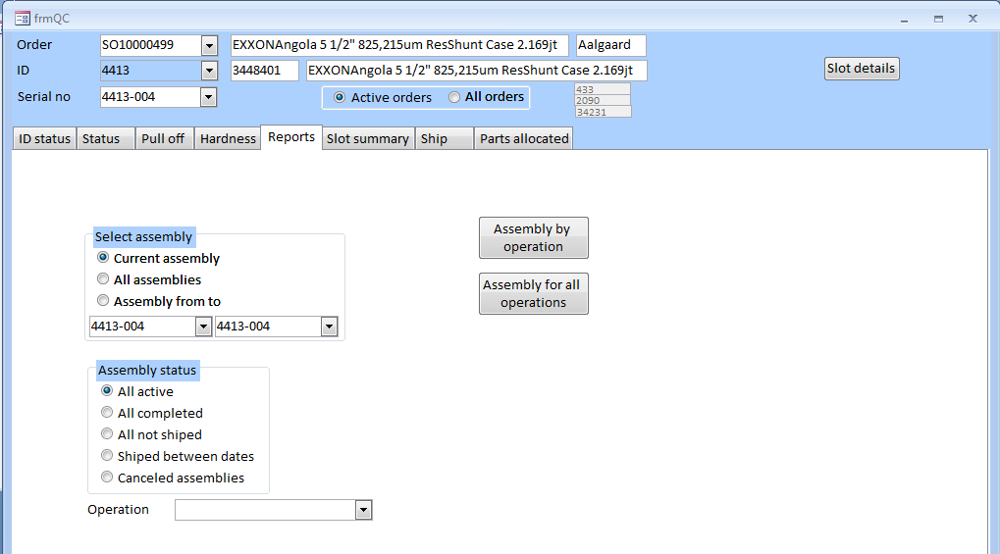 frmQC
Order SO10000499 EXXONAngola 5 1/2" 825,215um ResShunt Case 2.169jt Aalgaard
ID 4413 3448401 EXXONAngola 5 1/2" 825,215um ResShunt Case 2.169jt Slot details
Serial no 4413-004 Active orders All orders
433
2090
34231
ID status Status Pull off Hardness Reports Slot summary Ship Parts allocated
Select assembly
Current assembly
All assemblies
Assembly from to
4413-004 4413-004
Assembly by
operation
Assembly for all
operations
Assembly status
All active
All completed
All not shiped
Shiped between dates
Canceled assemblies
Operation